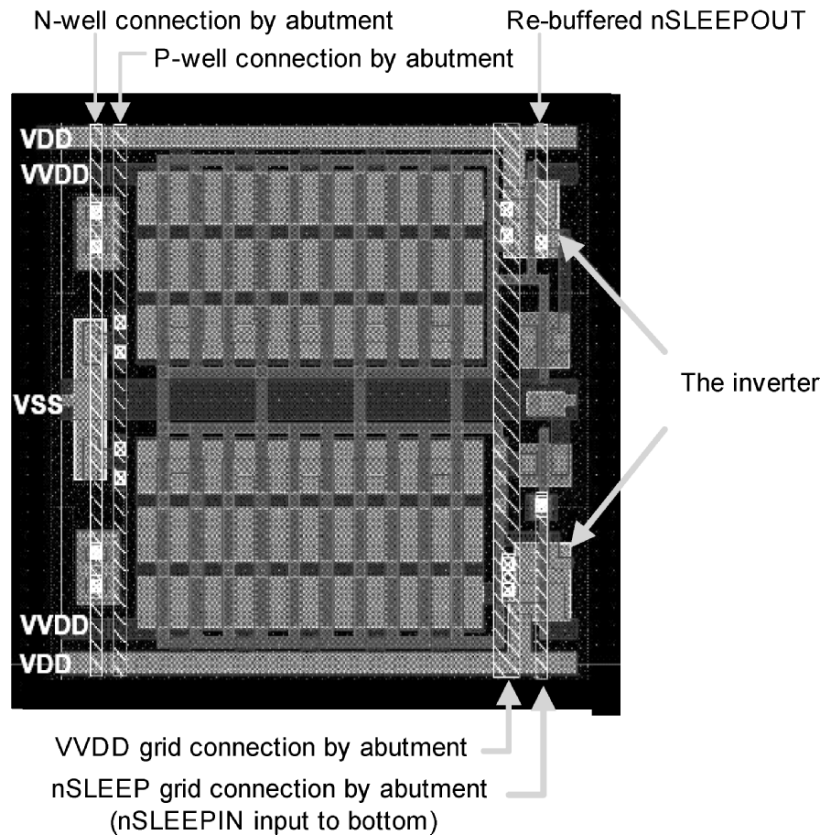 N-well connection by abutment
Re-buffered nSLEEPOUT
P-well connection by abutment
VDD
VVDD
The inverter
VSS
VVDD
VDD
VVDD grid connection by abutment
nSLEEP grid connection by abutment
(nSLEEPIN input to bottom)